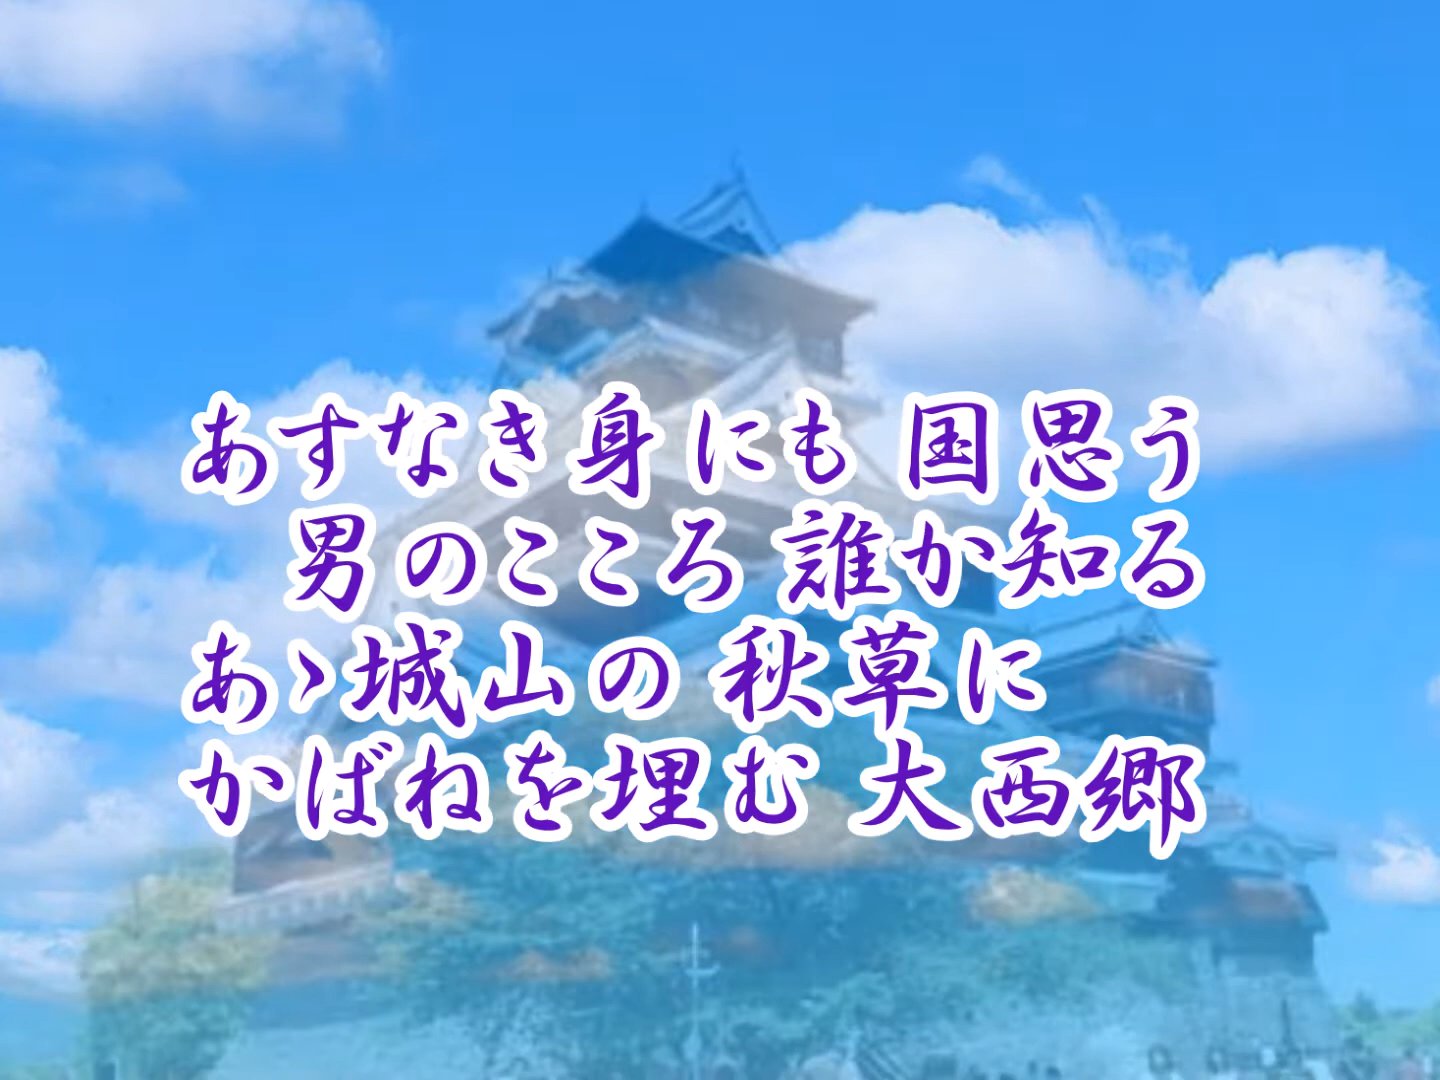 あすなき身にも 国思う
男のこころ 誰か知る
あゝ城山の 秋草に
かばねを埋む 大西郷